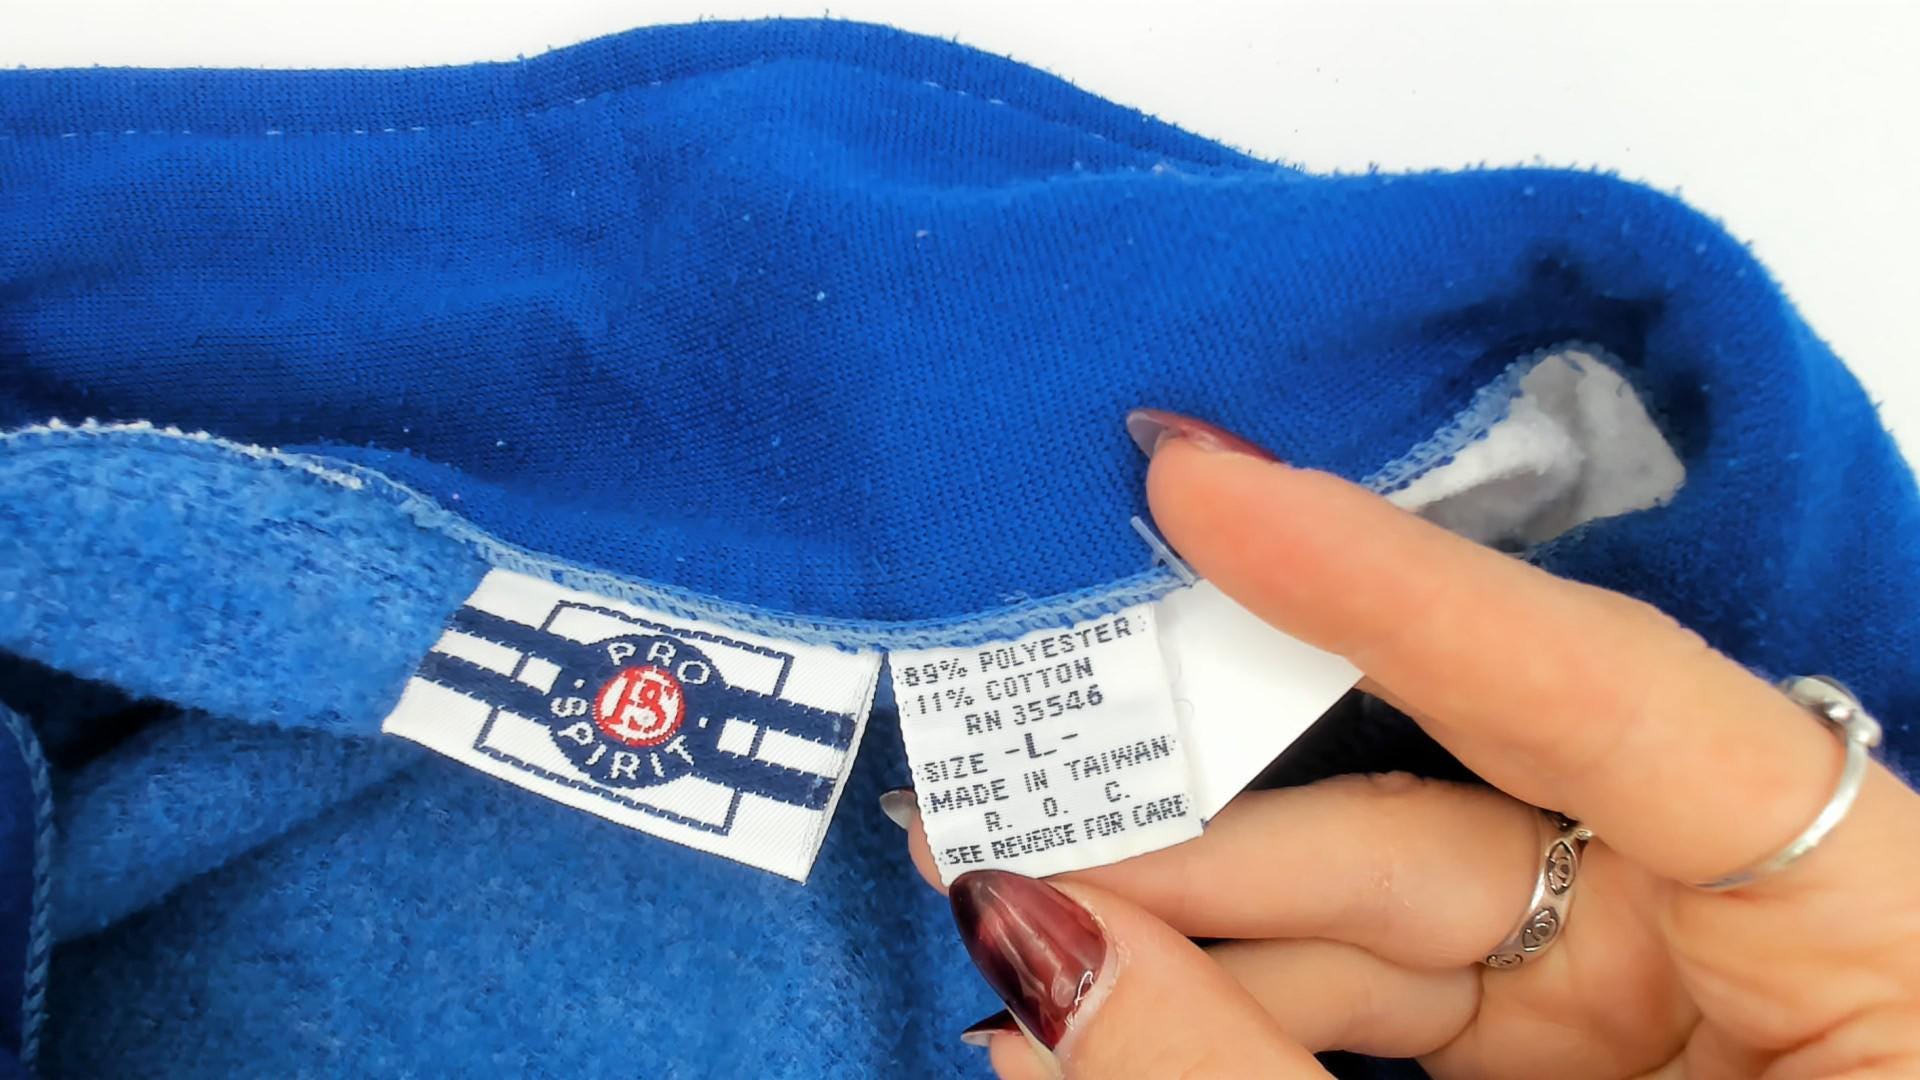 PRO
PS
SPIRIT
89% POLYESTER
11% COTTON
RN 35546
SIZE -L-
MADE IN TAIWAN
R. O. C.
SEE REVERSE FOR CARE